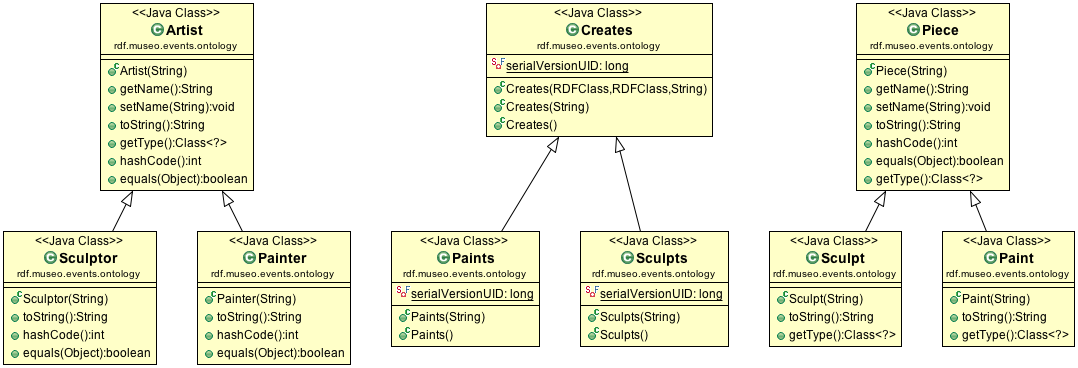 <<Java Class>>
Artist
rdf.museo.events.ontology
Artist(String)
getName():String
setName(String):void
toString():String
getType():Class<?>
hashCode():int
equals(Object):boolean
<<Java Class>>
Creates
rdf.museo.events.ontology
serialVersionUID: long
Creates(RDFClass,RDFClass,String)
Creates(String)
Creates()
<<Java Class>>
Piece
rdf.museo.events.ontology
Piece(String)
getName():String
setName(String):void
toString():String
hashCode():int
equals(Object):boolean
getType():Class<?>
<<Java Class>>
Sculptor
rdf.museo.events.ontology
Sculptor(String)
toString():String
hashCode():int
equals(Object):boolean
<<Java Class>>
Painter
rdf.museo.events.ontology
Painter(String)
toString():String
hashCode():int
equals(Object):boolean
<<Java Class>>
Paints
rdf.museo.events.ontology
serialVersionUID: long
Paints(String)
Paints()
<<Java Class>>
Sculpts
rdf.museo.events.ontology
serialVersionUID: long
Sculpts(String)
Sculpts()
<<Java Class>>
Sculpt
rdf.museo.events.ontology
Sculpt(String)
toString():String
getType():Class<?>
<<Java Class>>
Paint
rdf.museo.events.ontology
Paint(String)
toString():String
getType():Class<?>